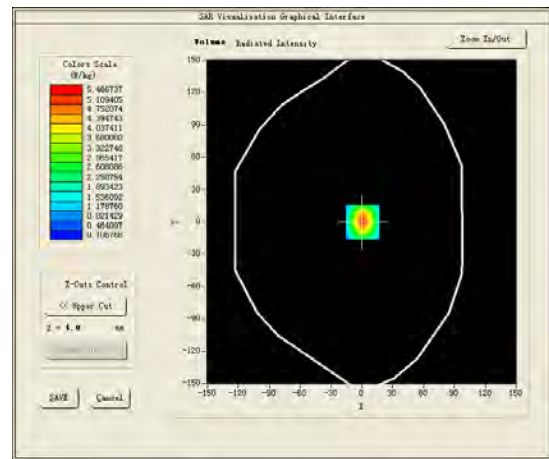 SAR Visualisation Graphical Interface
Volume Radiated Intensity
Zoom In/Out
Colors Scale
(W/kg)
5.466737
5.109405
4.752074
4.394743
4.037411
3.680080
3.322748
2.965417
2.608086
2.250754
1.893423
1.536092
1.178760
0.821429
0.464097
0.106766
Z-Cuts Control
<< Upper Cut
Z = 4.0 mm
SAVE
Cancel
150
120
90
60
30
0
-30
-60
-90
-120
-150
Y
-150 -120 -90 -60 -30 0 30 60 90 120 150
X